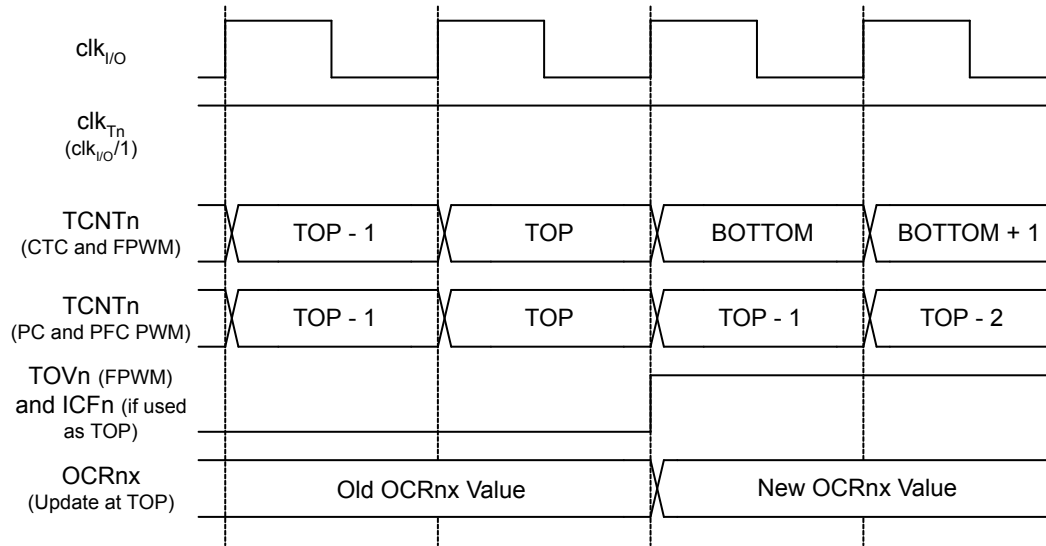 clkI/O
clkTn
(clkI/O/1)
TCNTn
(CTC and FPWM)
TOP - 1 TOP BOTTOM BOTTOM + 1
TCNTn
(PC and PFC PWM)
TOP - 1 TOP TOP - 1 TOP - 2
TOVn (FPWM)
and ICFn (if used
as TOP)
OCRnx
(Update at TOP)
Old OCRnx Value New OCRnx Value